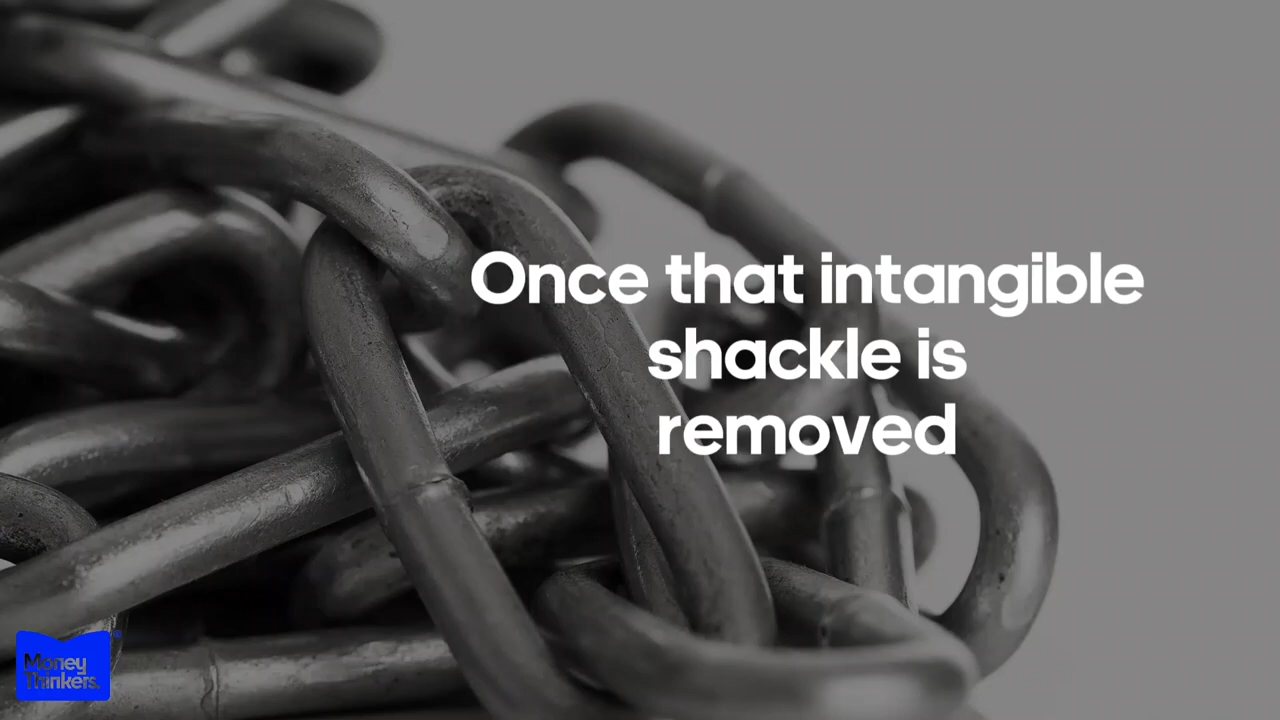 Once that intangible
shackle is
removed
Money
Thinkers.